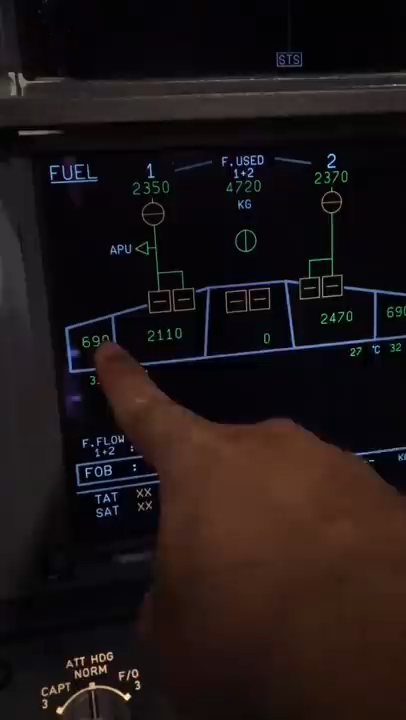 STS
FUEL 1 F.USED 2
1+2
2350 4720 2370
KG
APU
690 2110 0 2470 690
27 °C 32
F.FLOW
1+2 :
FOB :
TAT XX
SAT XX
ATT HDG
NORM
CAPT F/O
3 3